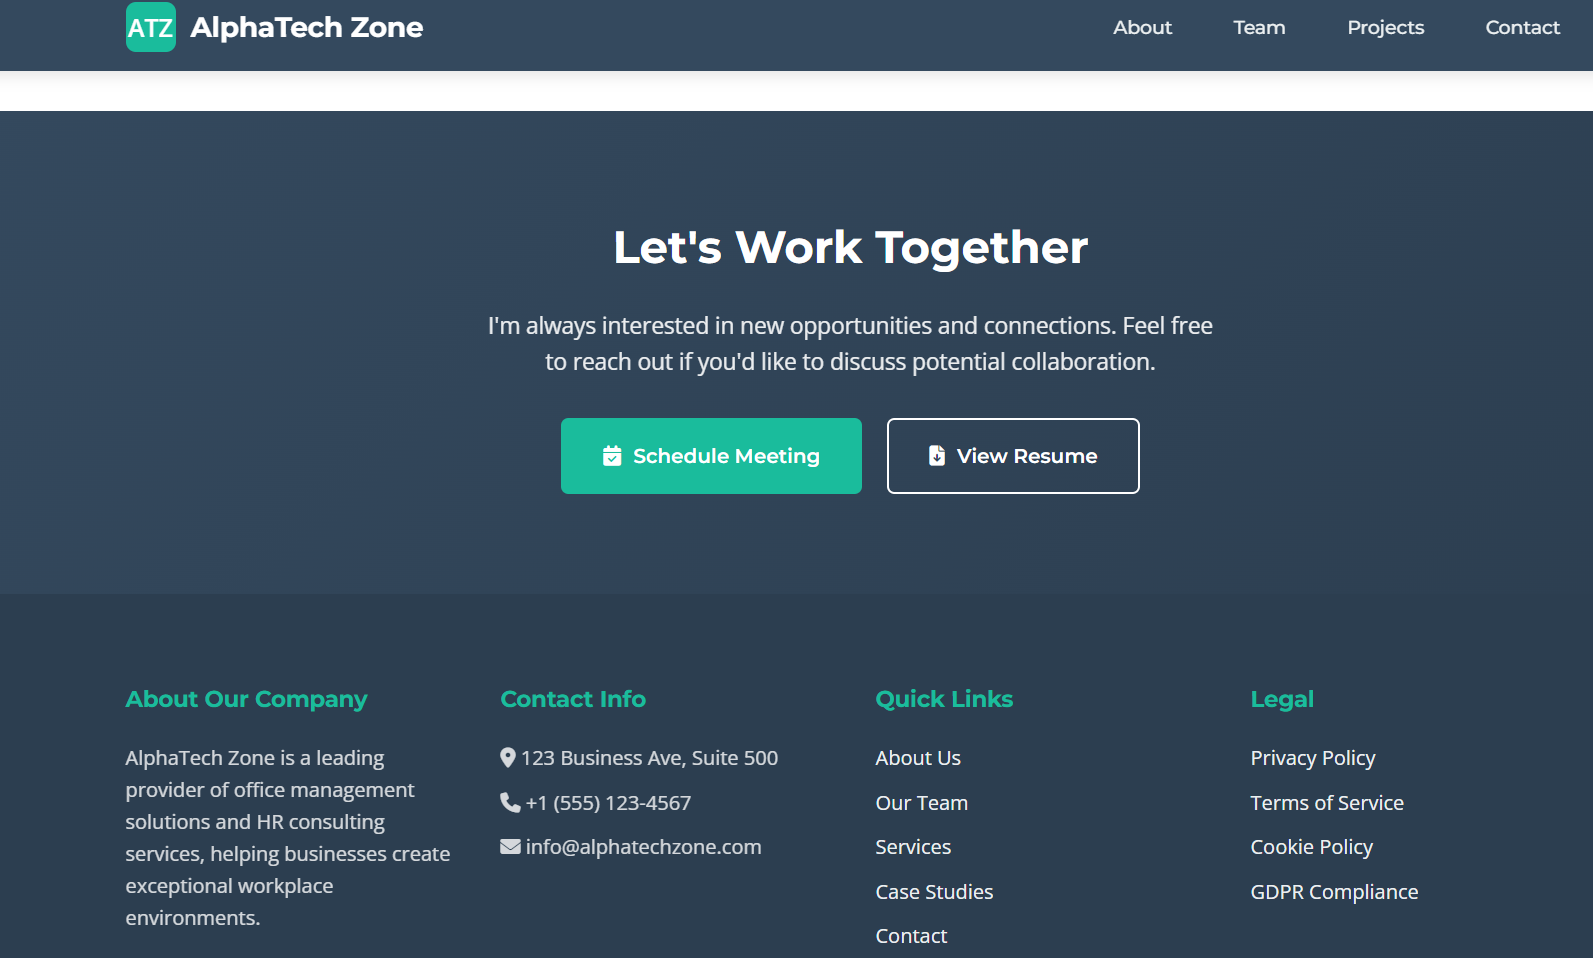 ATZ AlphaTech Zone About Team Projects Contact
Let's Work Together
I'm always interested in new opportunities and connections. Feel free
to reach out if you'd like to discuss potential collaboration.
Schedule Meeting View Resume
About Our Company
AlphaTech Zone is a leading
provider of office management
solutions and HR consulting
services, helping businesses create
exceptional workplace
environments.
Contact Info
123 Business Ave, Suite 500
+1 (555) 123-4567
info@alphatechzone.com
Quick Links
About Us
Our Team
Services
Case Studies
Contact
Legal
Privacy Policy
Terms of Service
Cookie Policy
GDPR Compliance